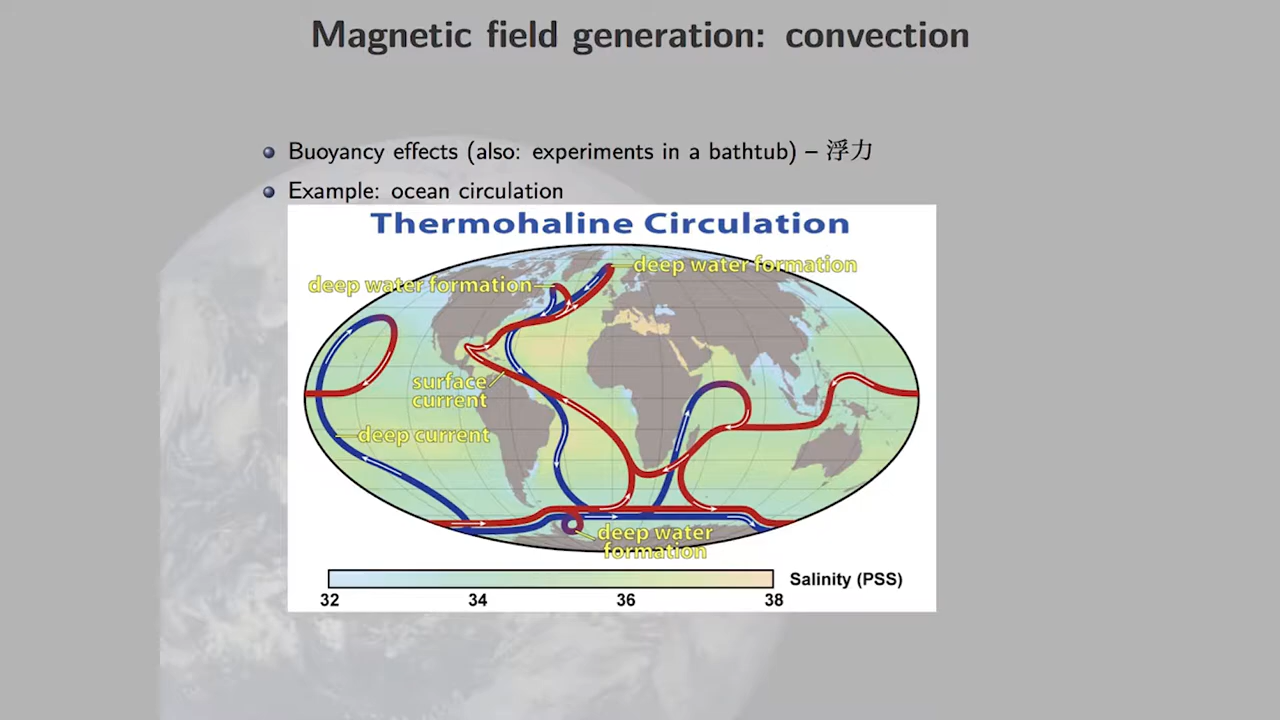 Magnetic field generation: convection
Buoyancy effects (also: experiments in a bathtub) – 浮力
Example: ocean circulation
Thermohaline Circulation
deep water formation
deep water formation
surface
current
deep current
deep water
formation
Salinity (PSS)
32 34 36 38